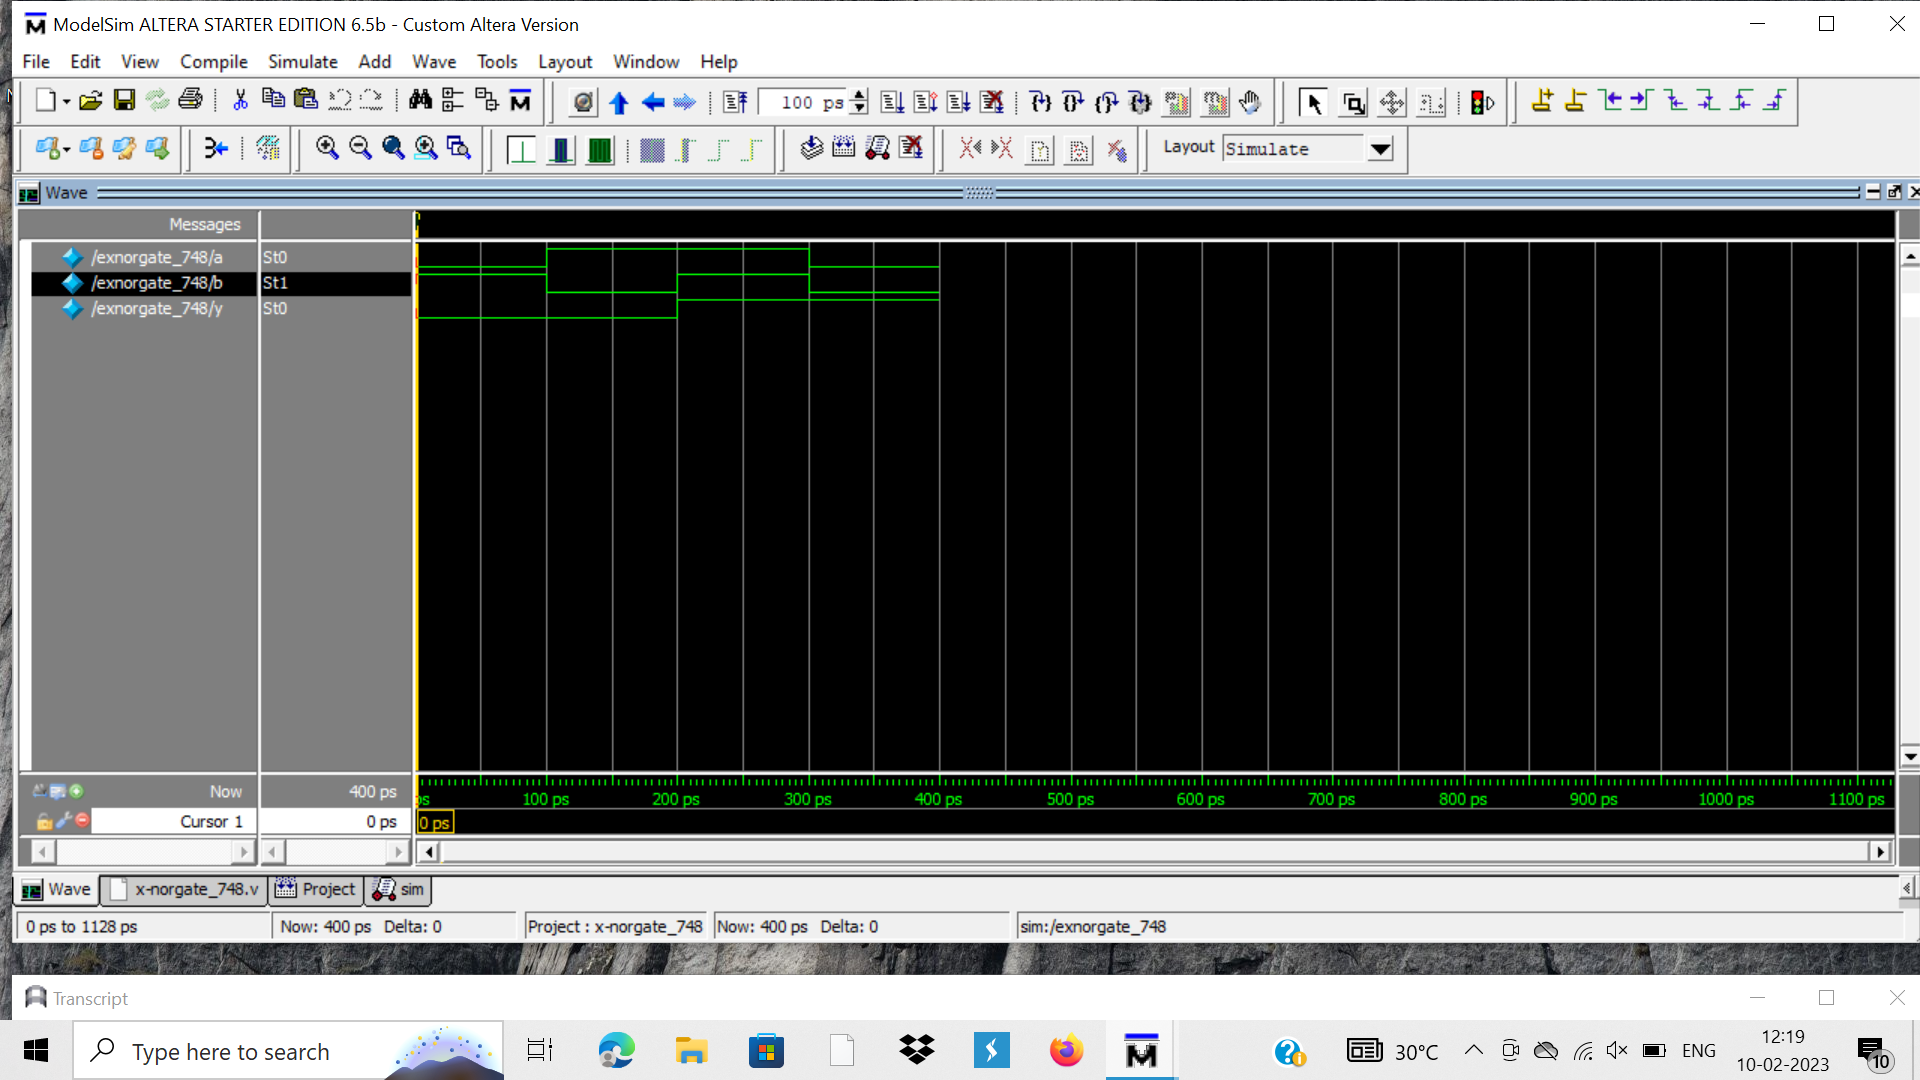 ModelSim ALTERA STARTER EDITION 6.5b - Custom Altera Version
File Edit View Compile Simulate Add Wave Tools Layout Window Help
100 ps
Layout Simulate
Wave
Messages
/exnorgate_748/a St0
/exnorgate_748/b St1
/exnorgate_748/y St0
Now 400 ps
ps 100 ps 200 ps 300 ps 400 ps 500 ps 600 ps 700 ps 800 ps 900 ps 1000 ps 1100 ps
Cursor 1 0 ps 0 ps
Wave x-norgate_748.v Project sim
0 ps to 1128 ps Now: 400 ps Delta: 0 Project : x-norgate_748 Now: 400 ps Delta: 0 sim:/exnorgate_748
Transcript
Type here to search 30°C ENG 12:19
10-02-2023 10